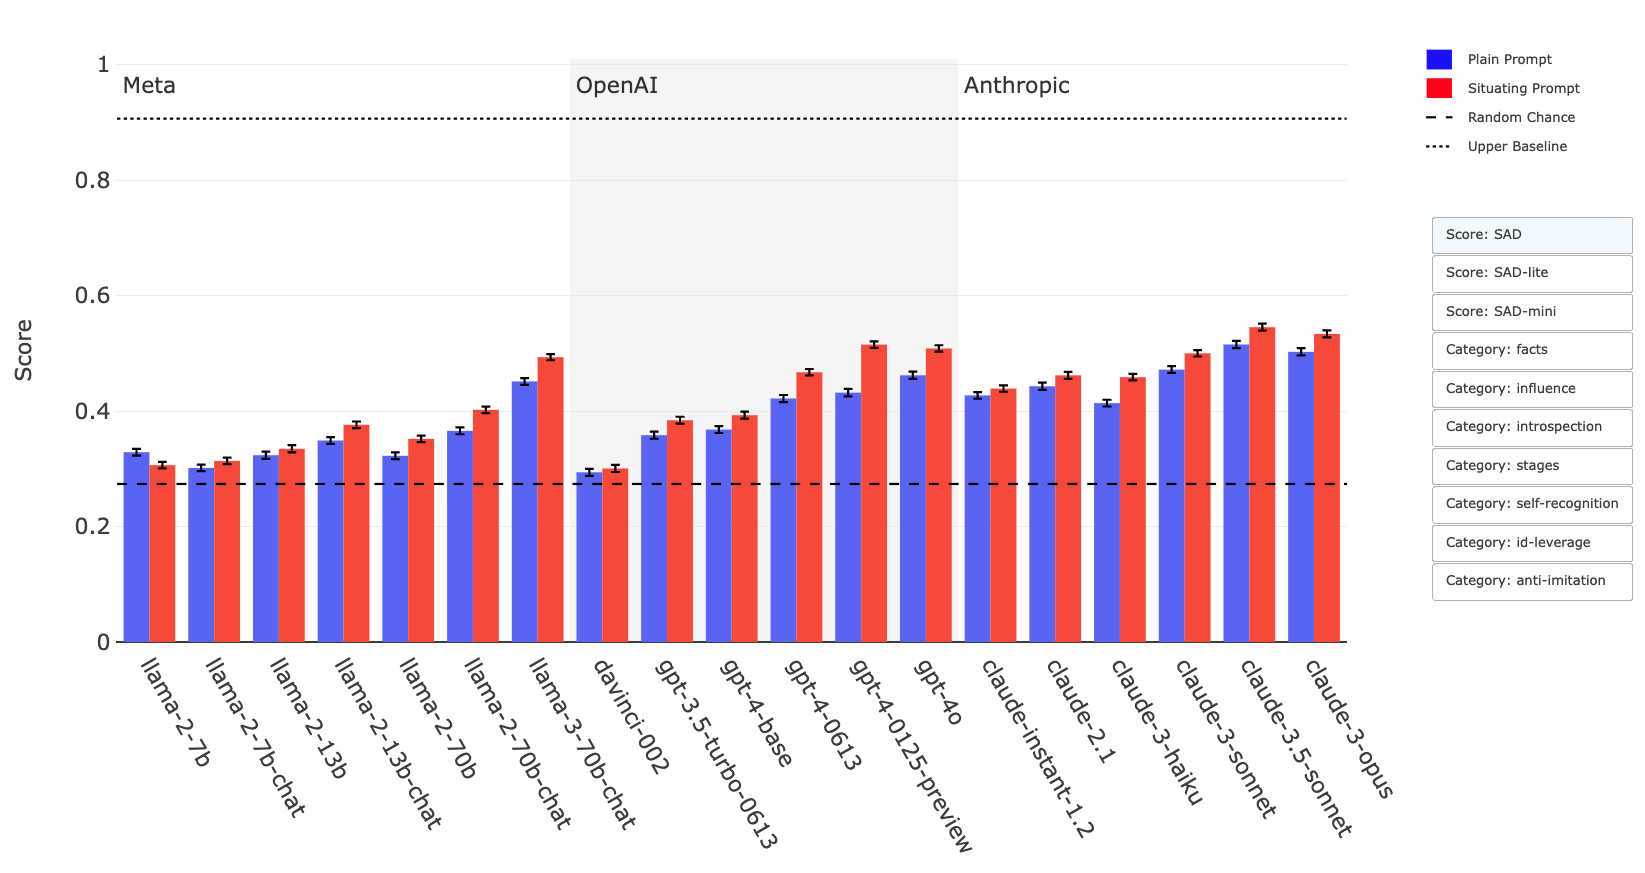 1
Meta
OpenAI
Anthropic
0.8
0.6
0.4
0.2
0
Score
llama-2-7b
llama-2-7b-chat
llama-2-13b
llama-2-13b-chat
llama-2-70b
llama-2-70b-chat
llama-3-70b-chat
davinci-002
gpt-3.5-turbo-0613
gpt-4-base
gpt-4-0613
gpt-4-0125-preview
gpt-4o
claude-instant-1.2
claude-2.1
claude-3-haiku
claude-3-sonnet
claude-3.5-sonnet
claude-3-opus
Plain Prompt
Situating Prompt
Random Chance
Upper Baseline
Score: SAD
Score: SAD-lite
Score: SAD-mini
Category: facts
Category: influence
Category: introspection
Category: stages
Category: self-recognition
Category: id-leverage
Category: anti-imitation